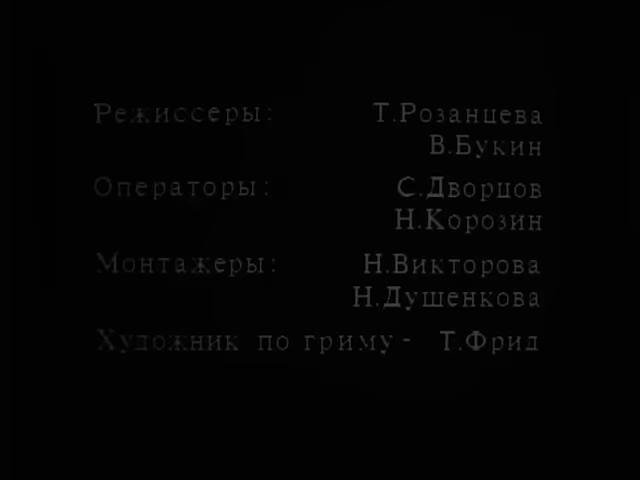 Режиссеры: Т.Розанцева
В.Букин
Операторы: С.Дворцов
Н.Корозин
Монтажеры: Н.Викторова
Н.Душенкова
Художник по гриму - Т.Фрид